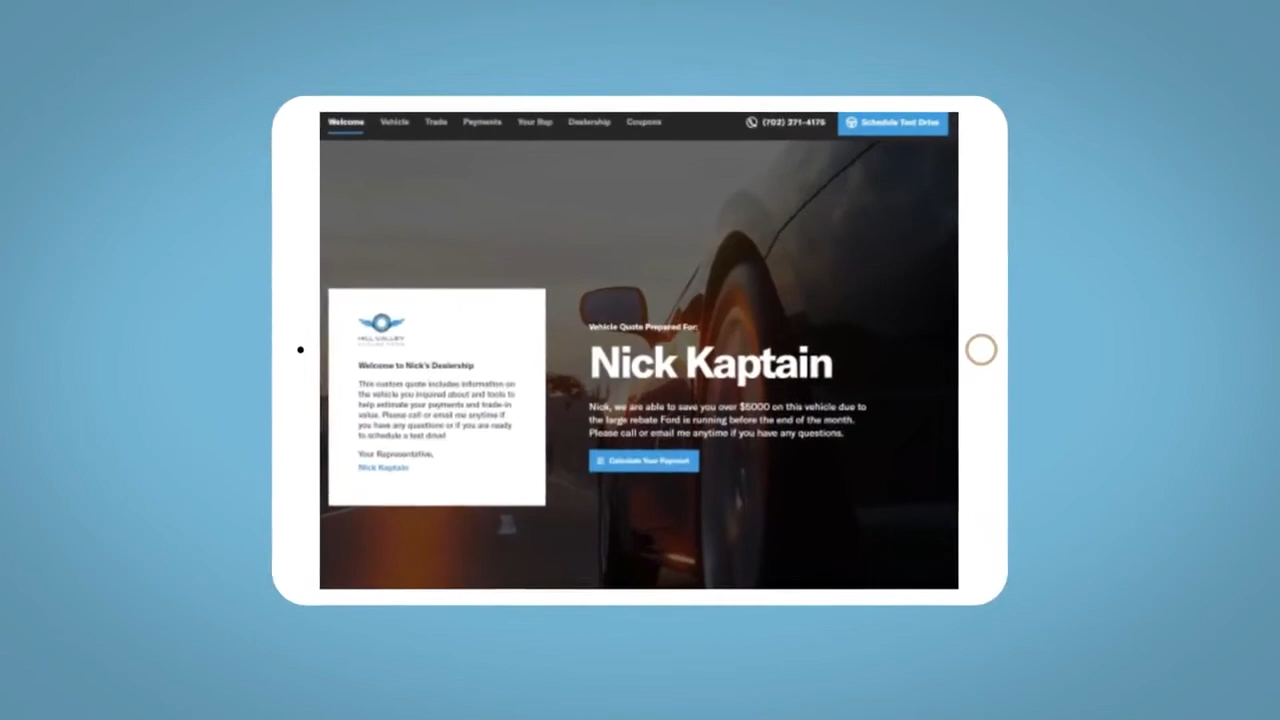 Welcome Vehicle Trade Payments Your Rep Dealership Coupons (702) 371-4176 Schedule Test Drive
HILL VALLEY
Welcome to Nick's Dealership
This custom quote includes information on
the vehicle you inquired about and tools to
help estimate your payments and trade-in
value. Please call or email me anytime if
you have any questions or if you are ready
to schedule a test drive!
Your Representative,
Nick Kaptain
Vehicle Quote Prepared For:
Nick Kaptain
Nick, we are able to save you over $5000 on this vehicle due to
the large rebate Ford is running before the end of the month.
Please call or email me anytime if you have any questions.
Calculate Your Payment